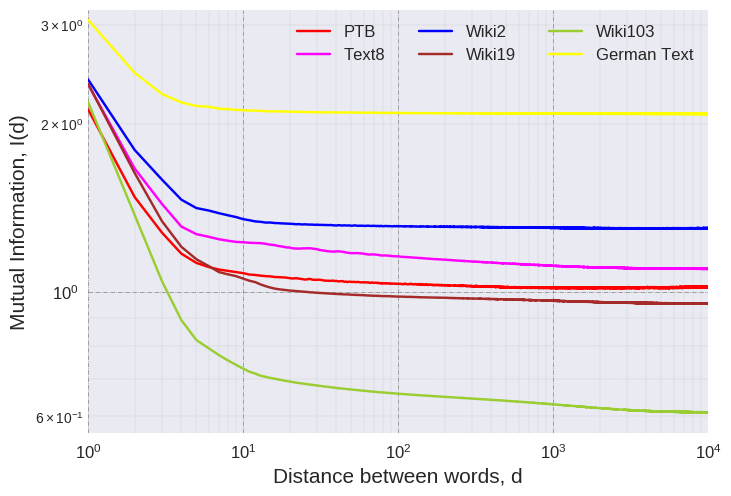 3×10⁰
PTB Wiki2 Wiki103
Text8 Wiki19 German Text
2×10⁰
10⁰
6×10⁻¹
Mutual Information, I(d)
10⁰ 10¹ 10² 10³ 10⁴
Distance between words, d